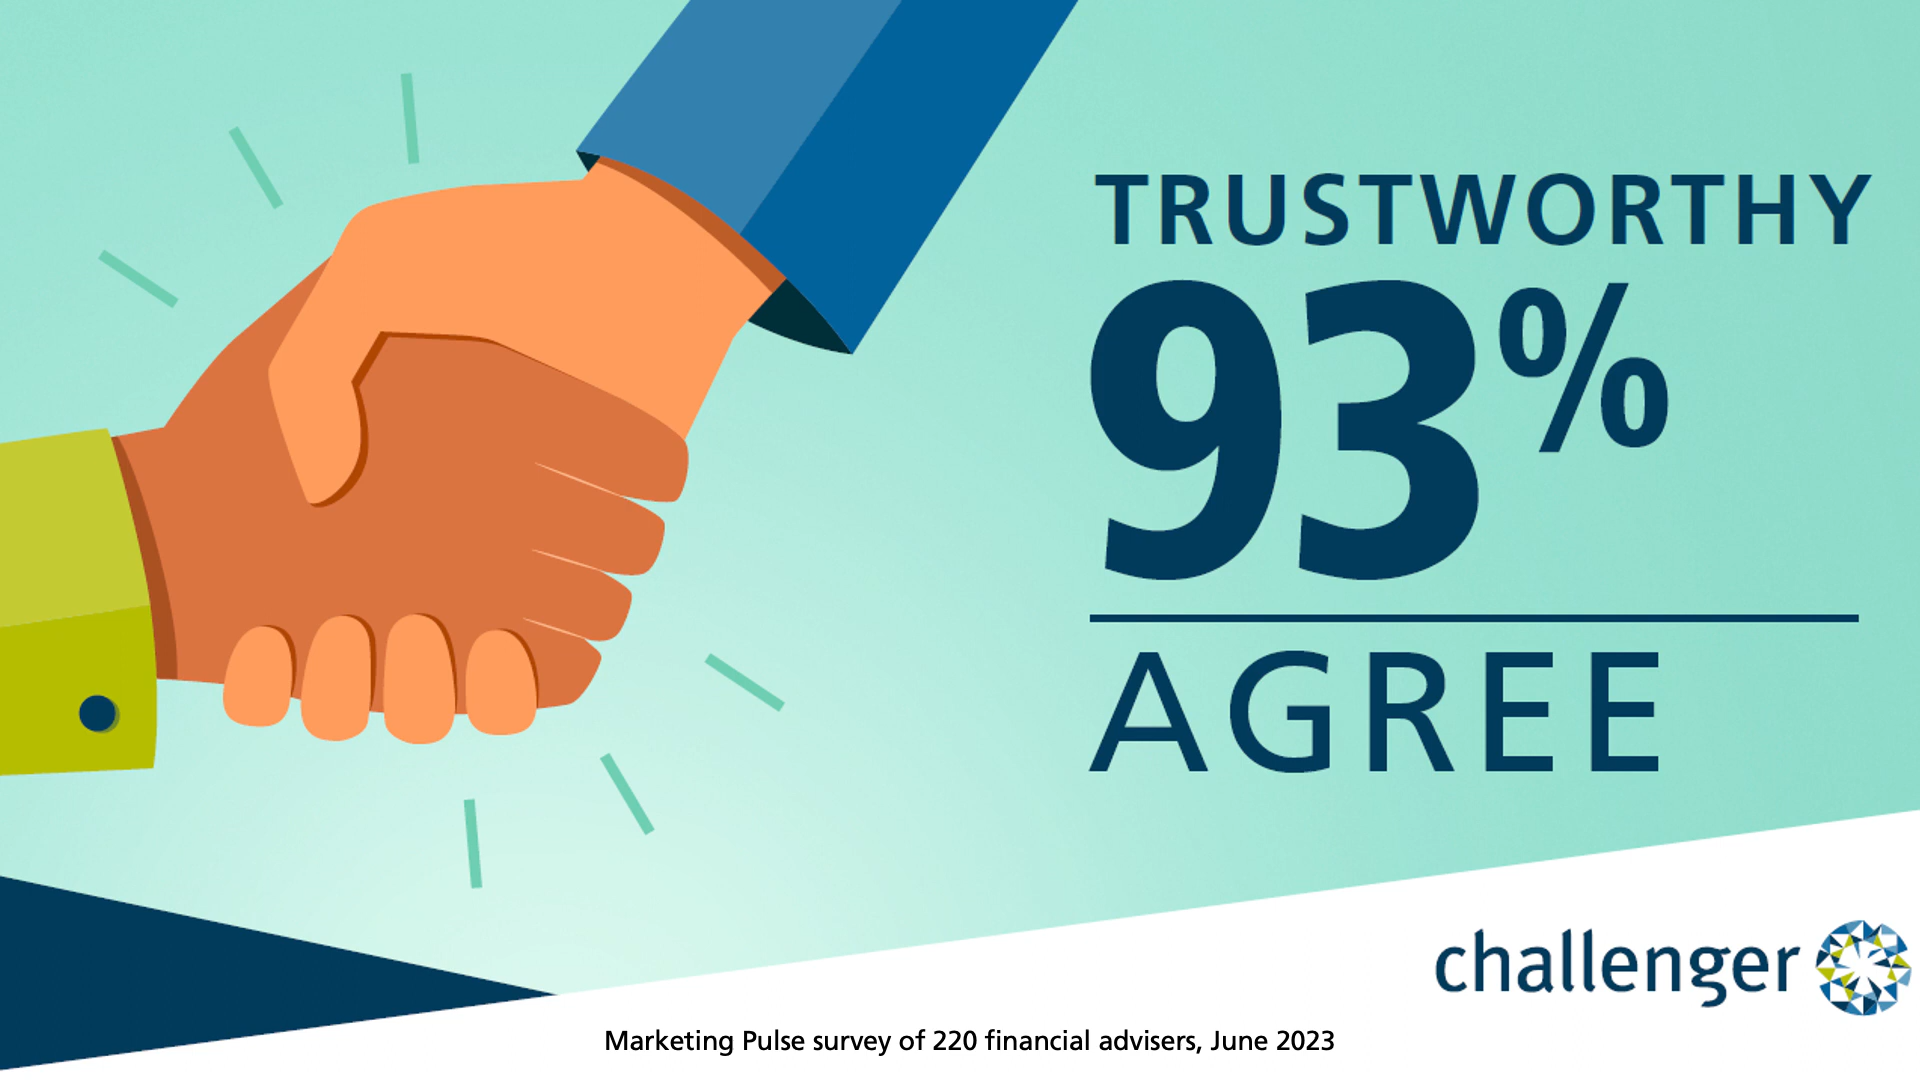 TRUSTWORTHY
93%
AGREE
challenger
Marketing Pulse survey of 220 financial advisers, June 2023